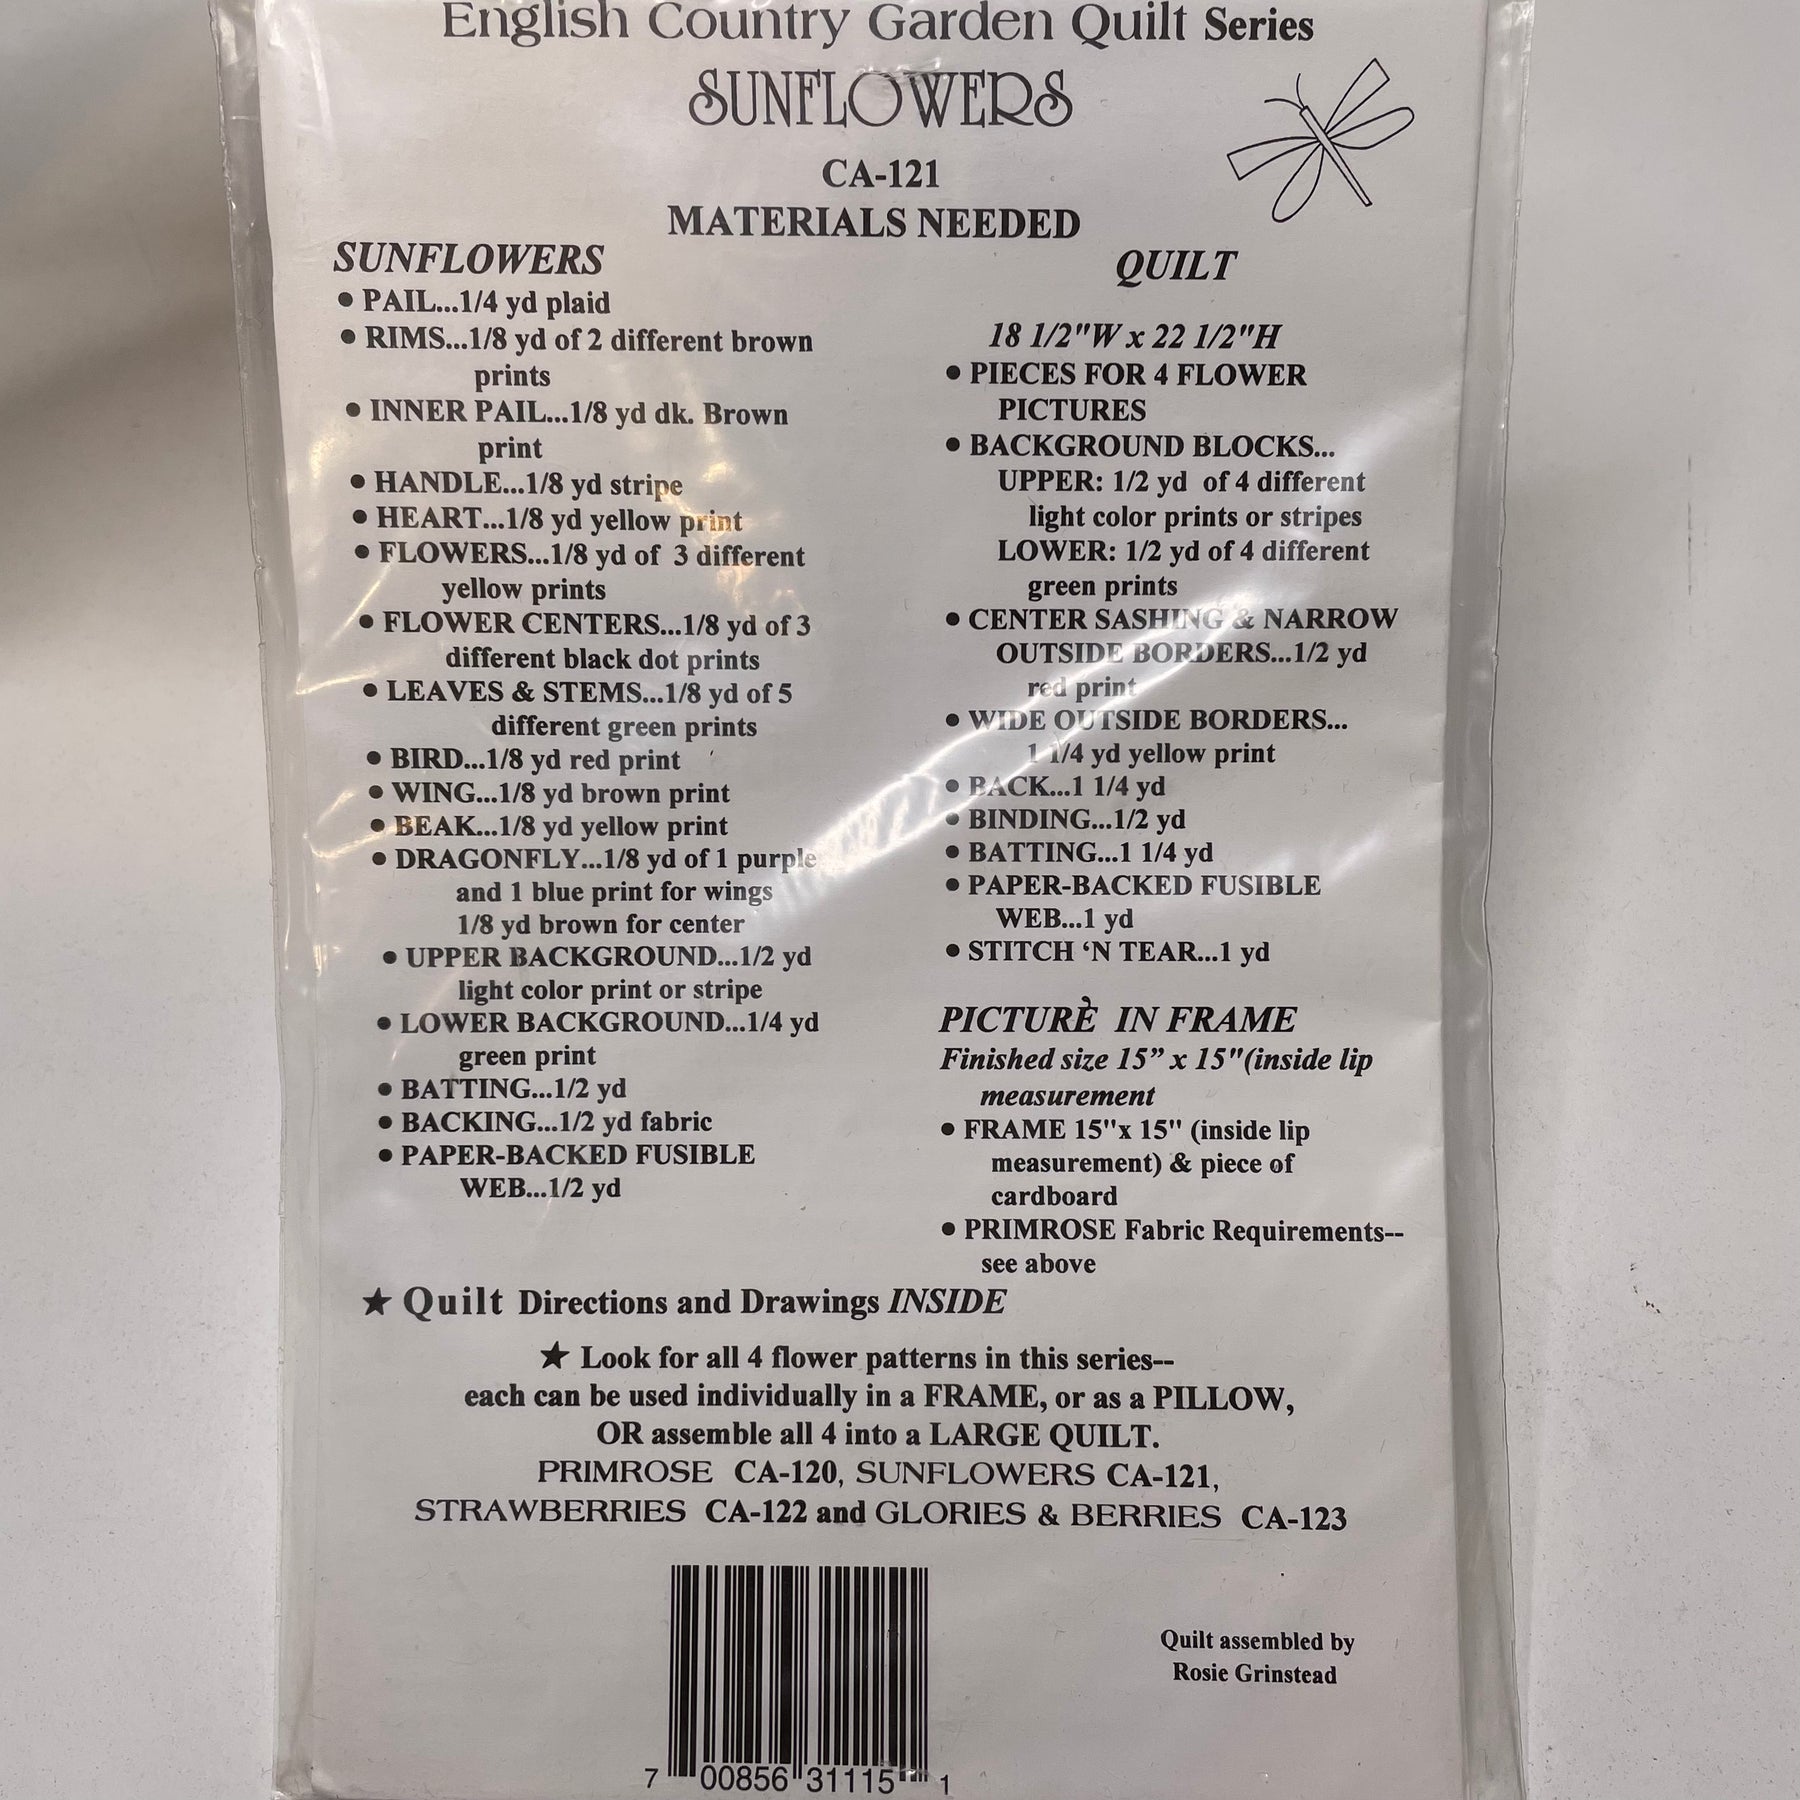 English Country Garden Quilt Series
SUNFLOWERS
CA-121
MATERIALS NEEDED
SUNFLOWERS
• PAIL...1/4 yd plaid
• RIMS...1/8 yd of 2 different brown
prints
• INNER PAIL...1/8 yd dk. Brown
print
• HANDLE...1/8 yd stripe
• HEART...1/8 yd yellow print
• FLOWERS...1/8 yd of 3 different
yellow prints
• FLOWER CENTERS...1/8 yd of 3
different black dot prints
• LEAVES & STEMS...1/8 yd of 5
different green prints
• BIRD...1/8 yd red print
• WING...1/8 yd brown print
• BEAK...1/8 yd yellow print
• DRAGONFLY...1/8 yd of 1 purple
and 1 blue print for wings
1/8 yd brown for center
• UPPER BACKGROUND...1/2 yd
light color print or stripe
• LOWER BACKGROUND...1/4 yd
green print
• BATTING...1/2 yd
• BACKING...1/2 yd fabric
• PAPER-BACKED FUSIBLE
WEB...1/2 yd
QUILT
18 1/2"W x 22 1/2"H
• PIECES FOR 4 FLOWER
PICTURES
• BACKGROUND BLOCKS...
UPPER: 1/2 yd of 4 different
light color prints or stripes
LOWER: 1/2 yd of 4 different
green prints
• CENTER SASHING & NARROW
OUTSIDE BORDERS...1/2 yd
red print
• WIDE OUTSIDE BORDERS...
1 1/4 yd yellow print
• BACK...1 1/4 yd
• BINDING...1/2 yd
• BATTING...1 1/4 yd
• PAPER-BACKED FUSIBLE
WEB...1 yd
• STITCH ‘N TEAR...1 yd
PICTURE IN FRAME
Finished size 15” x 15"(inside lip
measurement
• FRAME 15"x 15" (inside lip
measurement) & piece of
cardboard
• PRIMROSE Fabric Requirements--
see above
★ Quilt Directions and Drawings INSIDE
★ Look for all 4 flower patterns in this series--
each can be used individually in a FRAME, or as a PILLOW,
OR assemble all 4 into a LARGE QUILT.
PRIMROSE CA-120, SUNFLOWERS CA-121,
STRAWBERRIES CA-122 and GLORIES & BERRIES CA-123
Quilt assembled by
Rosie Grinstead
7 00856 31115 1